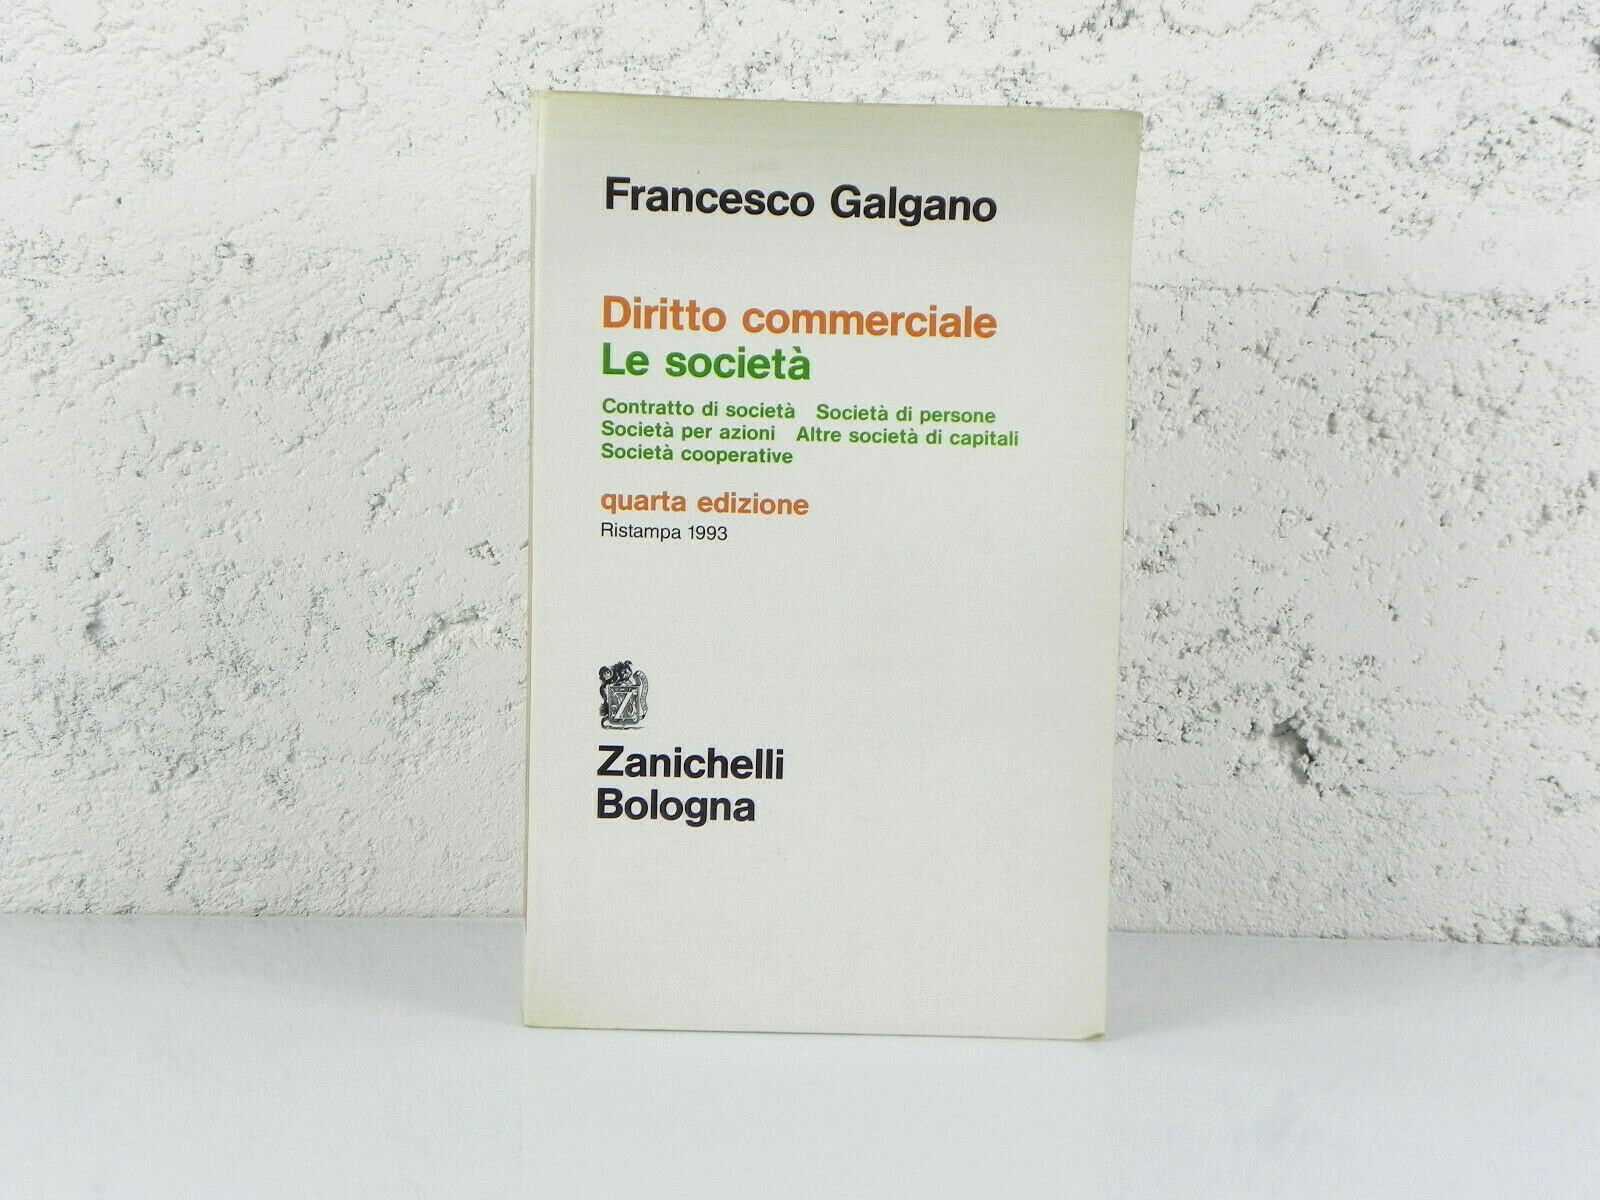 Francesco Galgano
Diritto commerciale
Le società
Contratto di società Società di persone
Società per azioni Altre società di capitali
Società cooperative
quarta edizione
Ristampa 1993
Z
Zanichelli
Bologna